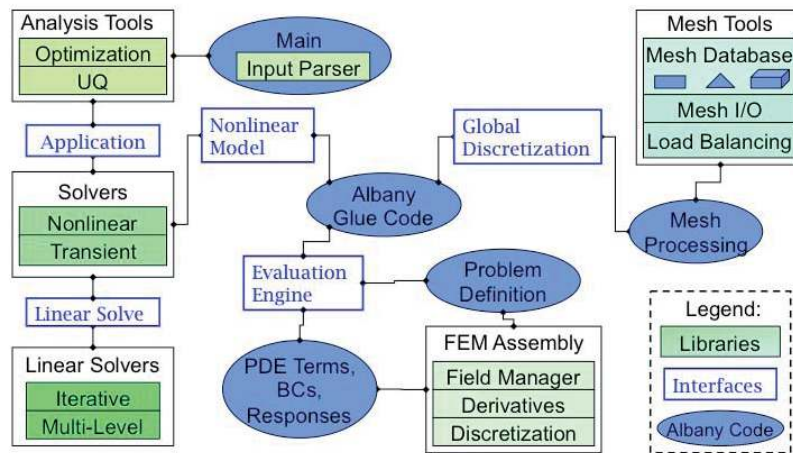 Analysis Tools
Optimization
UQ
Main
Input Parser
Mesh Tools
Mesh Database
Mesh I/O
Load Balancing
Application
Nonlinear
Model
Global
Discretization
Solvers
Nonlinear
Transient
Albany
Glue Code
Mesh
Processing
Evaluation
Engine
Problem
Definition
Linear Solve
Linear Solvers
Iterative
Multi-Level
PDE Terms,
BCs,
Responses
FEM Assembly
Field Manager
Derivatives
Discretization
Legend:
Libraries
Interfaces
Albany Code